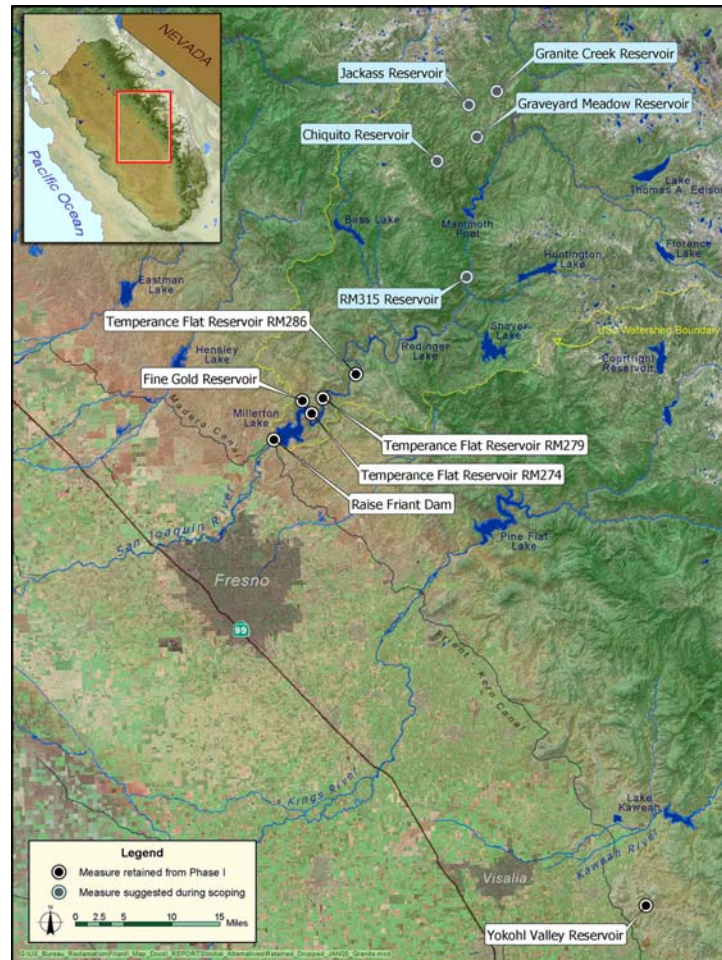 NEVADA
Pacific Ocean
Granite Creek Reservoir
Jackass Reservoir
Graveyard Meadow Reservoir
Chiquito Reservoir
Lake
Thomas A. Edison
Bass Lake
Mammoth
Pool
Florence
Lake
Huntington
Lake
Eastman
Lake
RM315 Reservoir
Temperance Flat Reservoir RM286
Shaver
Lake
USJ Watershed Boundary
Redinger
Lake
Hensley
Lake
Courtright
Reservoir
Fine Gold Reservoir
Madera Canal
Millerton
Lake
Temperance Flat Reservoir RM279
Temperance Flat Reservoir RM274
Raise Friant Dam
San Joaquin River
Pine Flat
Lake
Fresno
99
Friant - Kern Canal
Kings River
Lake
Kaweah
Kaweah River
Visalia
Yokohl Valley Reservoir
Legend
Measure retained from Phase I
Measure suggested during scoping
N
0 2.5 5 10 15
Miles